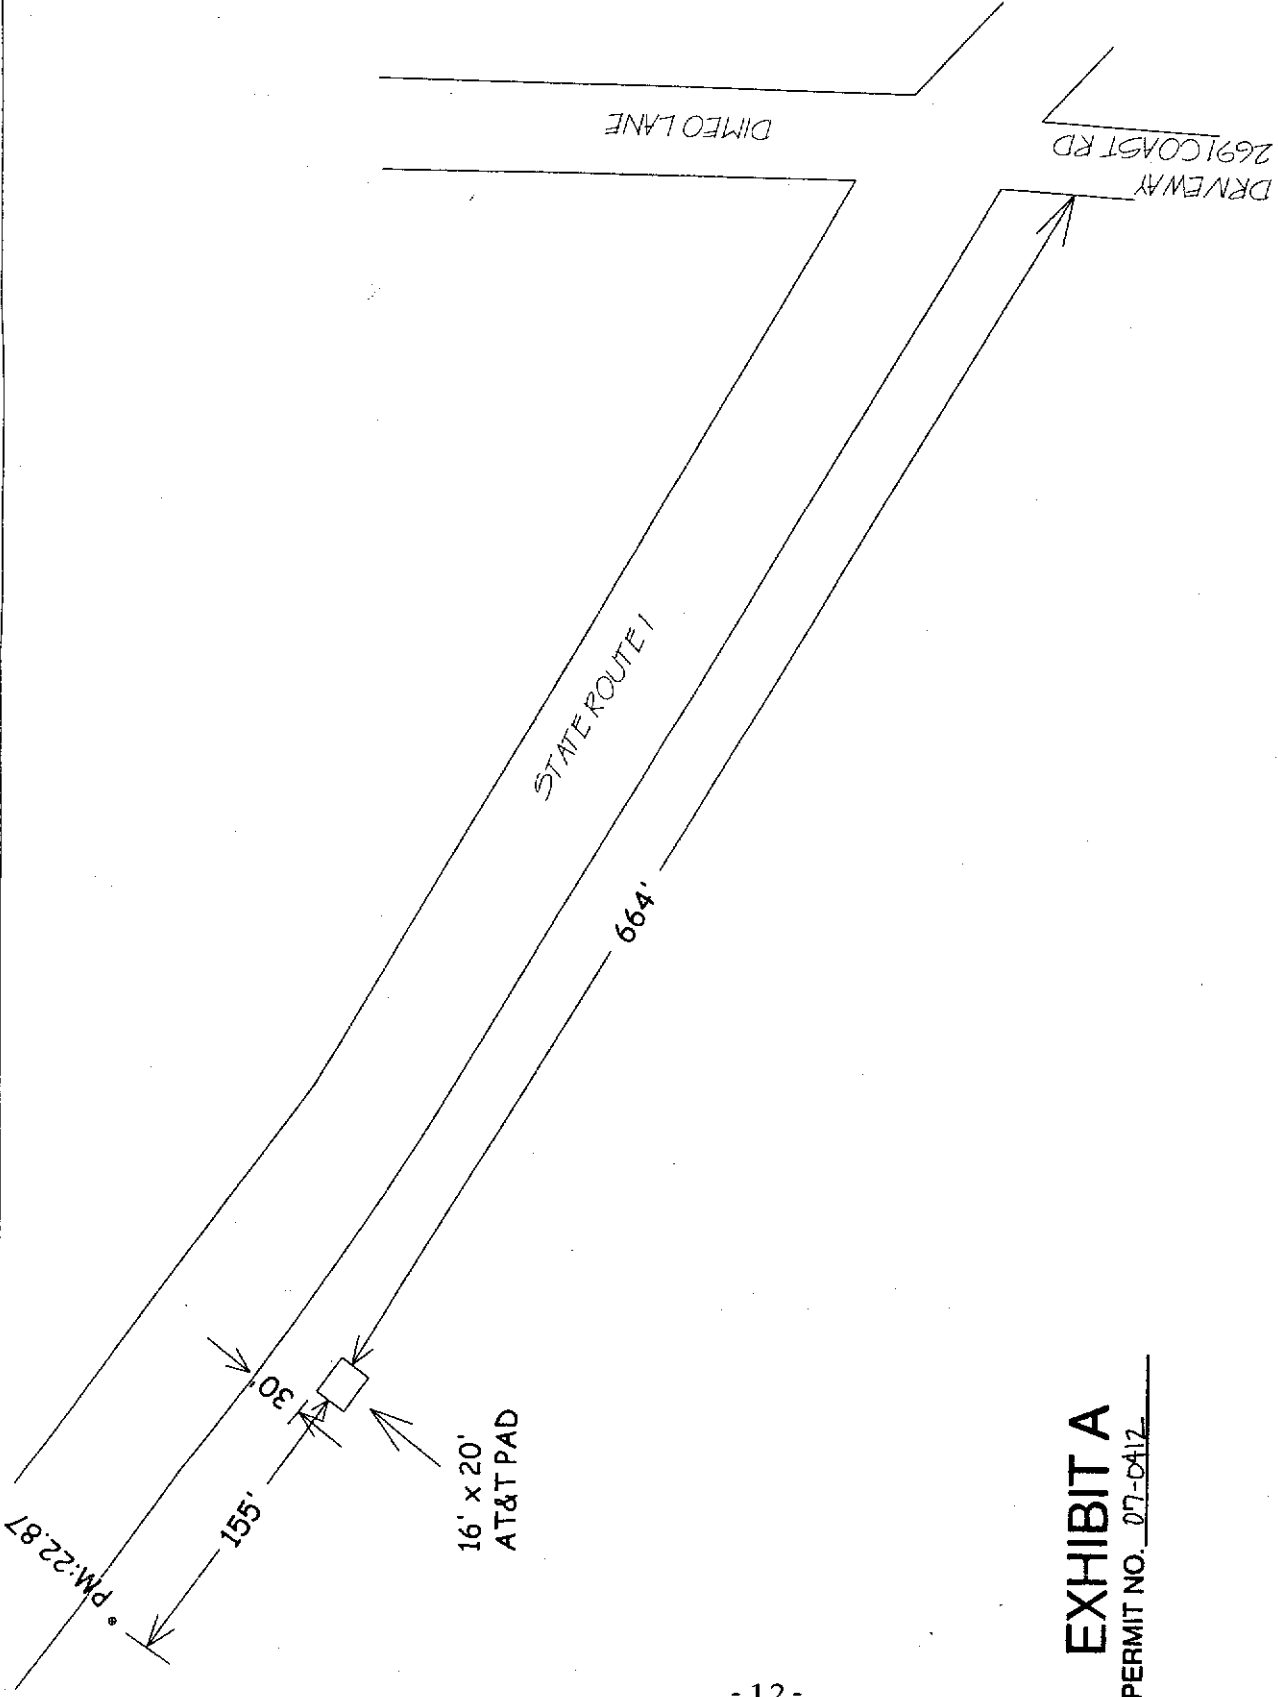 DIMEO LANE
DRIVEWAY
2691 COAST RD
STATE ROUTE 1
664'
PM:22.87
30'
155'
16' x 20'
AT&T PAD
EXHIBIT A
PERMIT NO. 07-0412
- 12 -